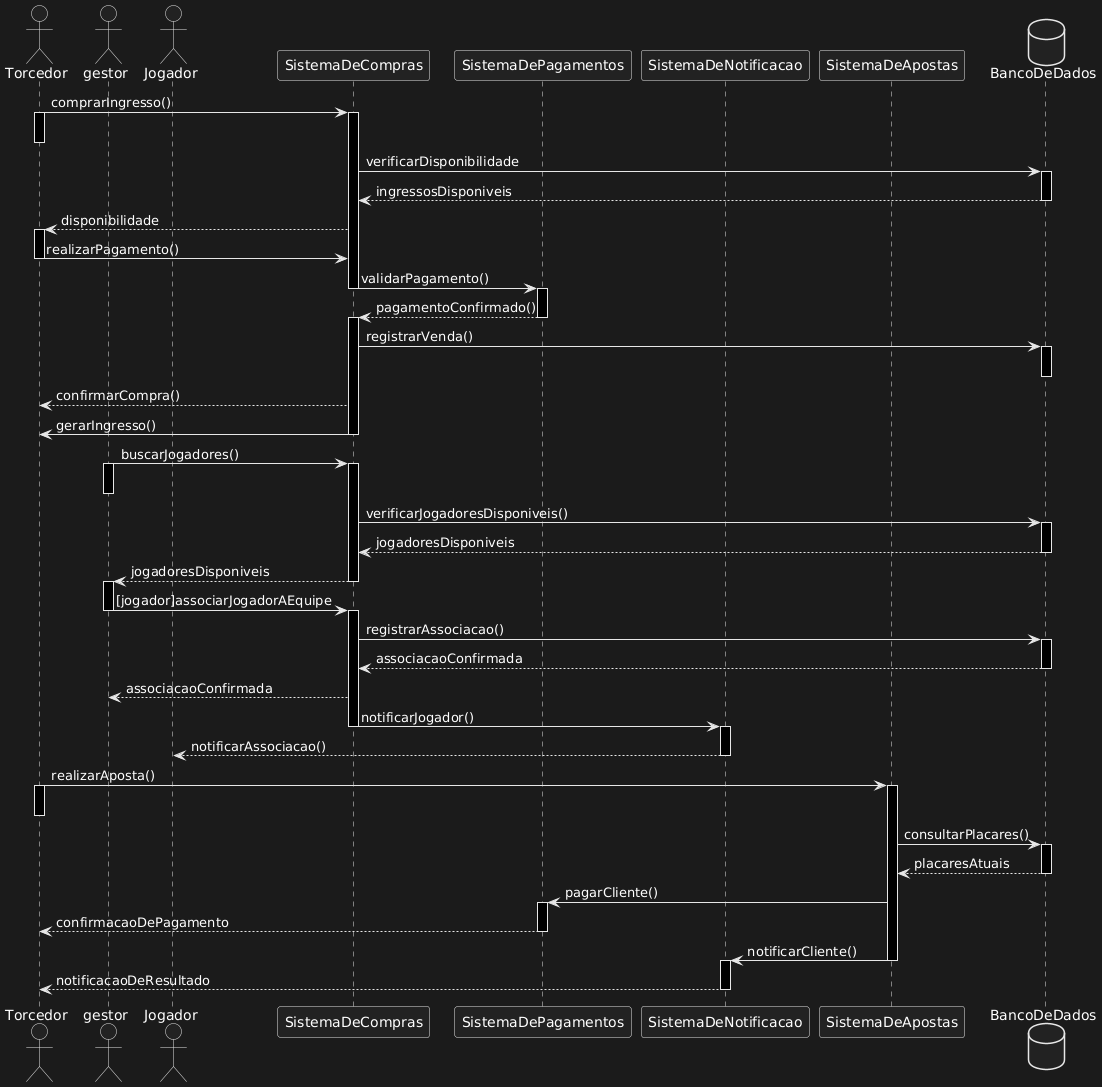 Torcedor
gestor
Jogador
SistemaDeCompras
SistemaDePagamentos
SistemaDeNotificacao
SistemaDeApostas
BancoDeDados
comprarIngresso()
verificarDisponibilidade
ingressosDisponiveis
disponibilidade
realizarPagamento()
validarPagamento()
pagamentoConfirmado()
registrarVenda()
confirmarCompra()
gerarIngresso()
buscarJogadores()
verificarJogadoresDisponiveis()
jogadoresDisponiveis
jogadoresDisponiveis
[jogador]associarJogadorAEquipe
registrarAssociacao()
associacaoConfirmada
associacaoConfirmada
notificarJogador()
notificarAssociacao()
realizarAposta()
consultarPlacares()
placaresAtuais
pagarCliente()
confirmacaoDePagamento
notificarCliente()
notificacaoDeResultado
Torcedor
gestor
Jogador
SistemaDeCompras
SistemaDePagamentos
SistemaDeNotificacao
SistemaDeApostas
BancoDeDados